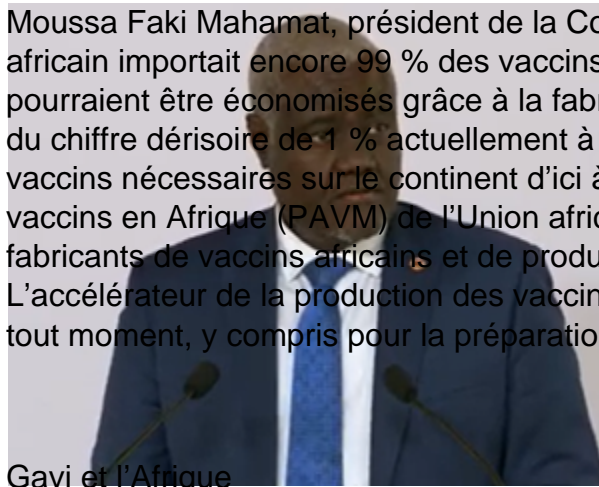 Moussa Faki Mahamat, président de la Co
africain importait encore 99 % des vaccins
pourraient être économisés grâce à la fab
du chiffre dérisoire de 1 % actuellement à
vaccins nécessaires sur le continent d'ici à
vaccins en Afrique (PAVM) de l'Union afric
fabricants de vaccins africains et de produ
L'accélérateur de la production des vaccin
tout moment, y compris pour la préparatio
Gavi et l'Afrique